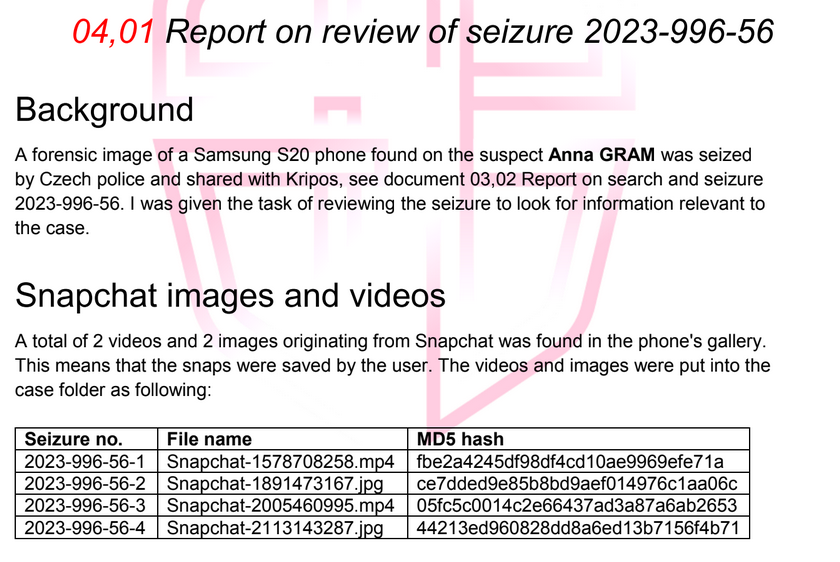 04,01 Report on review of seizure 2023-996-56
Background
A forensic image of a Samsung S20 phone found on the suspect Anna GRAM was seized
by Czech police and shared with Kripos, see document 03,02 Report on search and seizure
2023-996-56. I was given the task of reviewing the seizure to look for information relevant to
the case.
Snapchat images and videos
A total of 2 videos and 2 images originating from Snapchat was found in the phone's gallery.
This means that the snaps were saved by the user. The videos and images were put into the
case folder as following:
Seizure no. File name MD5 hash
2023-996-56-1 Snapchat-1578708258.mp4 fbe2a4245df98df4cd10ae9969efe71a
2023-996-56-2 Snapchat-1891473167.jpg ce7dded9e85b8bd9aef014976c1aa06c
2023-996-56-3 Snapchat-2005460995.mp4 05fc5c0014c2e66437ad3a87a6ab2653
2023-996-56-4 Snapchat-2113143287.jpg 44213ed960828dd8a6ed13b7156f4b71